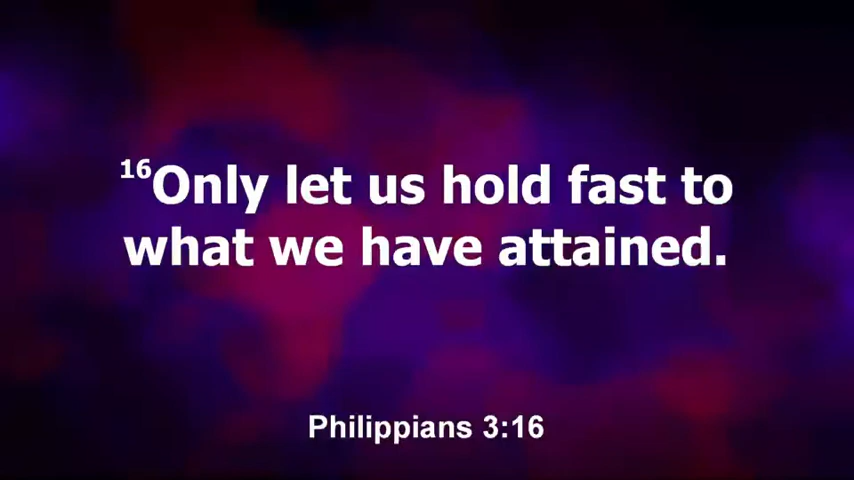 16Only let us hold fast to
what we have attained.
Philippians 3:16